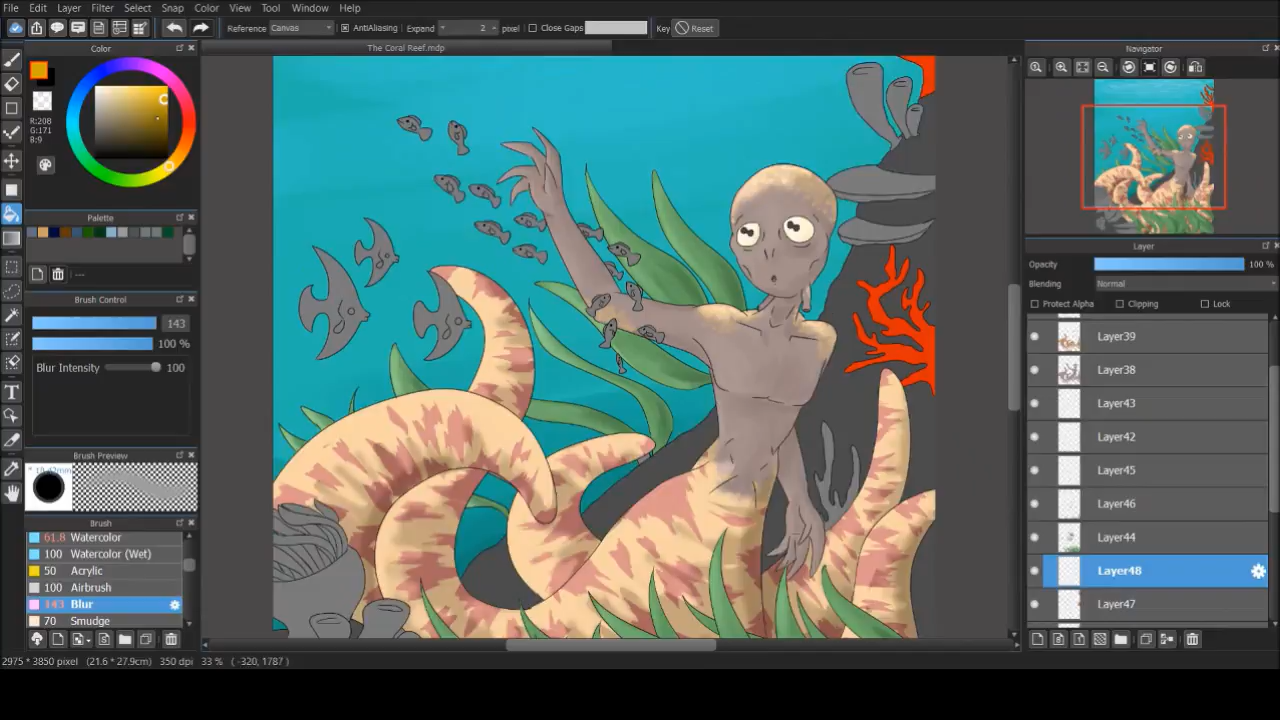 File Edit Layer Filter Select Snap Color View Tool Window Help
Reference Canvas AntiAliasing Expand 2 pixel Close Gaps Key Reset
Color
The Coral Reef.mdp
Navigator
R:208
G:171
B:9
Palette
---
Brush Control
143
100 %
Blur Intensity 100
Brush Preview
Brush
61.8 Watercolor
100 Watercolor (Wet)
50 Acrylic
100 Airbrush
143 Blur
70 Smudge
Layer
Opacity 100 %
Blending Normal
Protect Alpha Clipping Lock
Layer39
Layer38
Layer43
Layer42
Layer45
Layer46
Layer44
Layer48
Layer47
2975 * 3850 pixel (21.6 * 27.9cm) 350 dpi 33 % ( -320, 1787 )